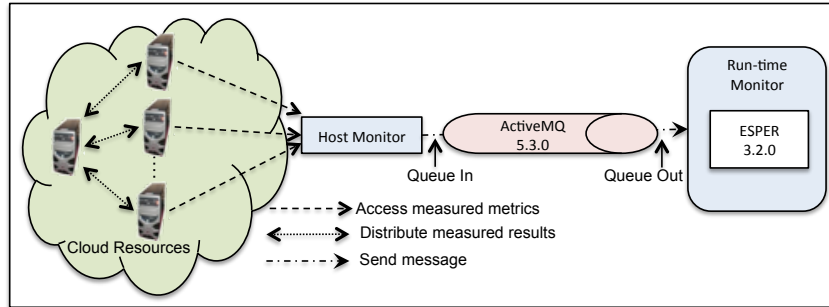 Run-time
Monitor
ESPER
3.2.0
ActiveMQ
5.3.0
Host Monitor
Queue In
Queue Out
Cloud Resources
Access measured metrics
Distribute measured results
Send message